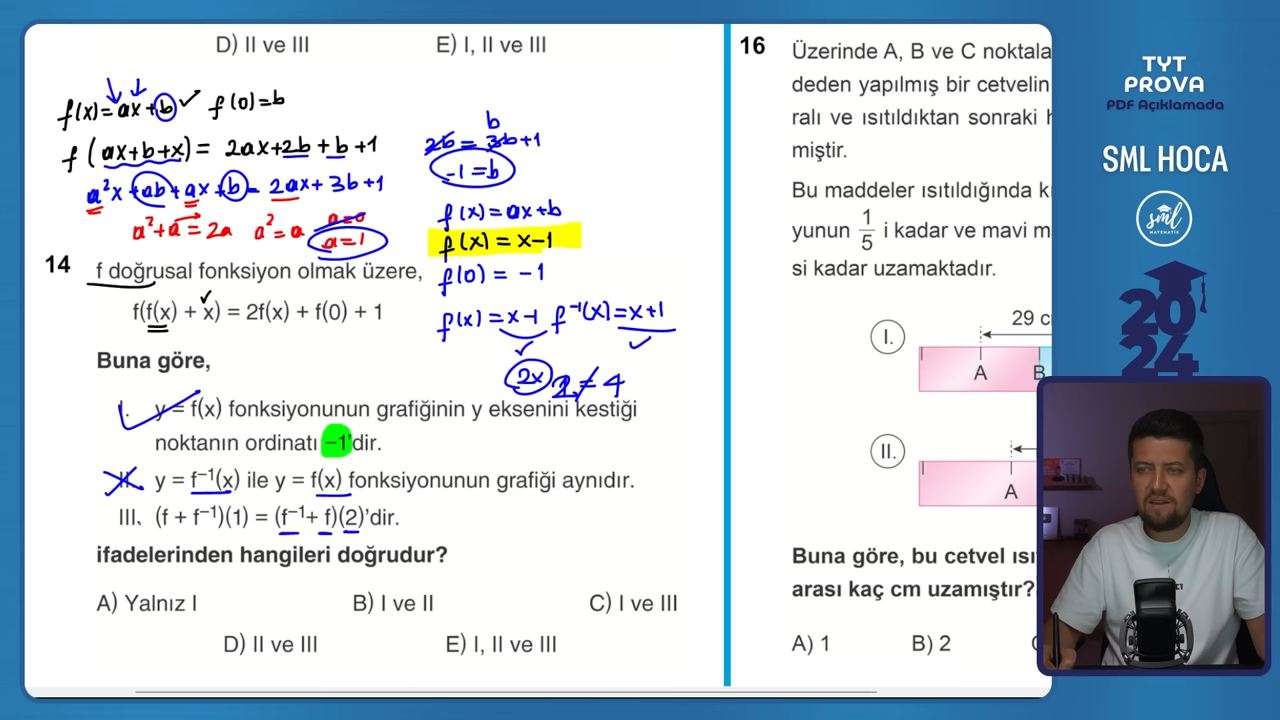 D) II ve III E) I, II ve III
f(x)=ax+b ✓ f(0)=b
f(ax+b+x)= 2ax+2b+b+1
a²x+ab+ax+b= 2ax+3b+1
a²+a=2a a²=a a=0
a=1
b
2b=3b+1
-1=b
f(x)=ax+b
f(x)=x-1
f(0)=-1
f(x)=x-1 f⁻¹(x)=x+1
2x 2≠4
14 f doğrusal fonksiyon olmak üzere,
f(f(x) + x) = 2f(x) + f(0) + 1
Buna göre,
I. y = f(x) fonksiyonunun grafiğinin y eksenini kestiği
noktanın ordinatı –1'dir.
II. y = f⁻¹(x) ile y = f(x) fonksiyonunun grafiği aynıdır.
III. (f + f⁻¹)(1) = (f⁻¹+ f)(2)'dir.
ifadelerinden hangileri doğrudur?
A) Yalnız I B) I ve II C) I ve III
D) II ve III E) I, II ve III
16 Üzerinde A, B ve C noktala
deden yapılmış bir cetvelin
ralı ve ısıtıldıktan sonraki
miştir.
Bu maddeler ısıtıldığında
yunun 1/5 i kadar ve mavi m
si kadar uzamaktadır.
I. 29 c
A B
II.
A
Buna göre, bu cetvel ısı
arası kaç cm uzamıştır?
A) 1 B) 2
TYT
PROVA
PDF Açıklamada
SML HOCA
sml
MATEMATİK
2024